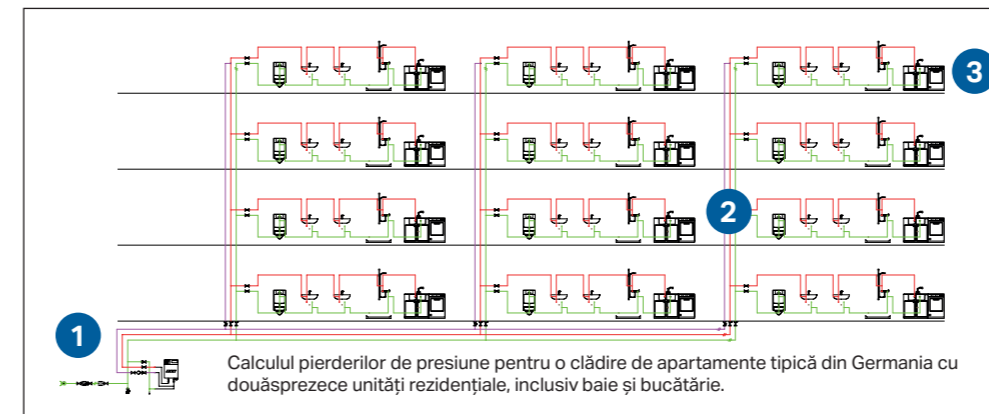 3
2
1
Calculul pierderilor de presiune pentru o clădire de apartamente tipică din Germania cu
douăsprezece unități rezidențiale, inclusiv baie și bucătărie.